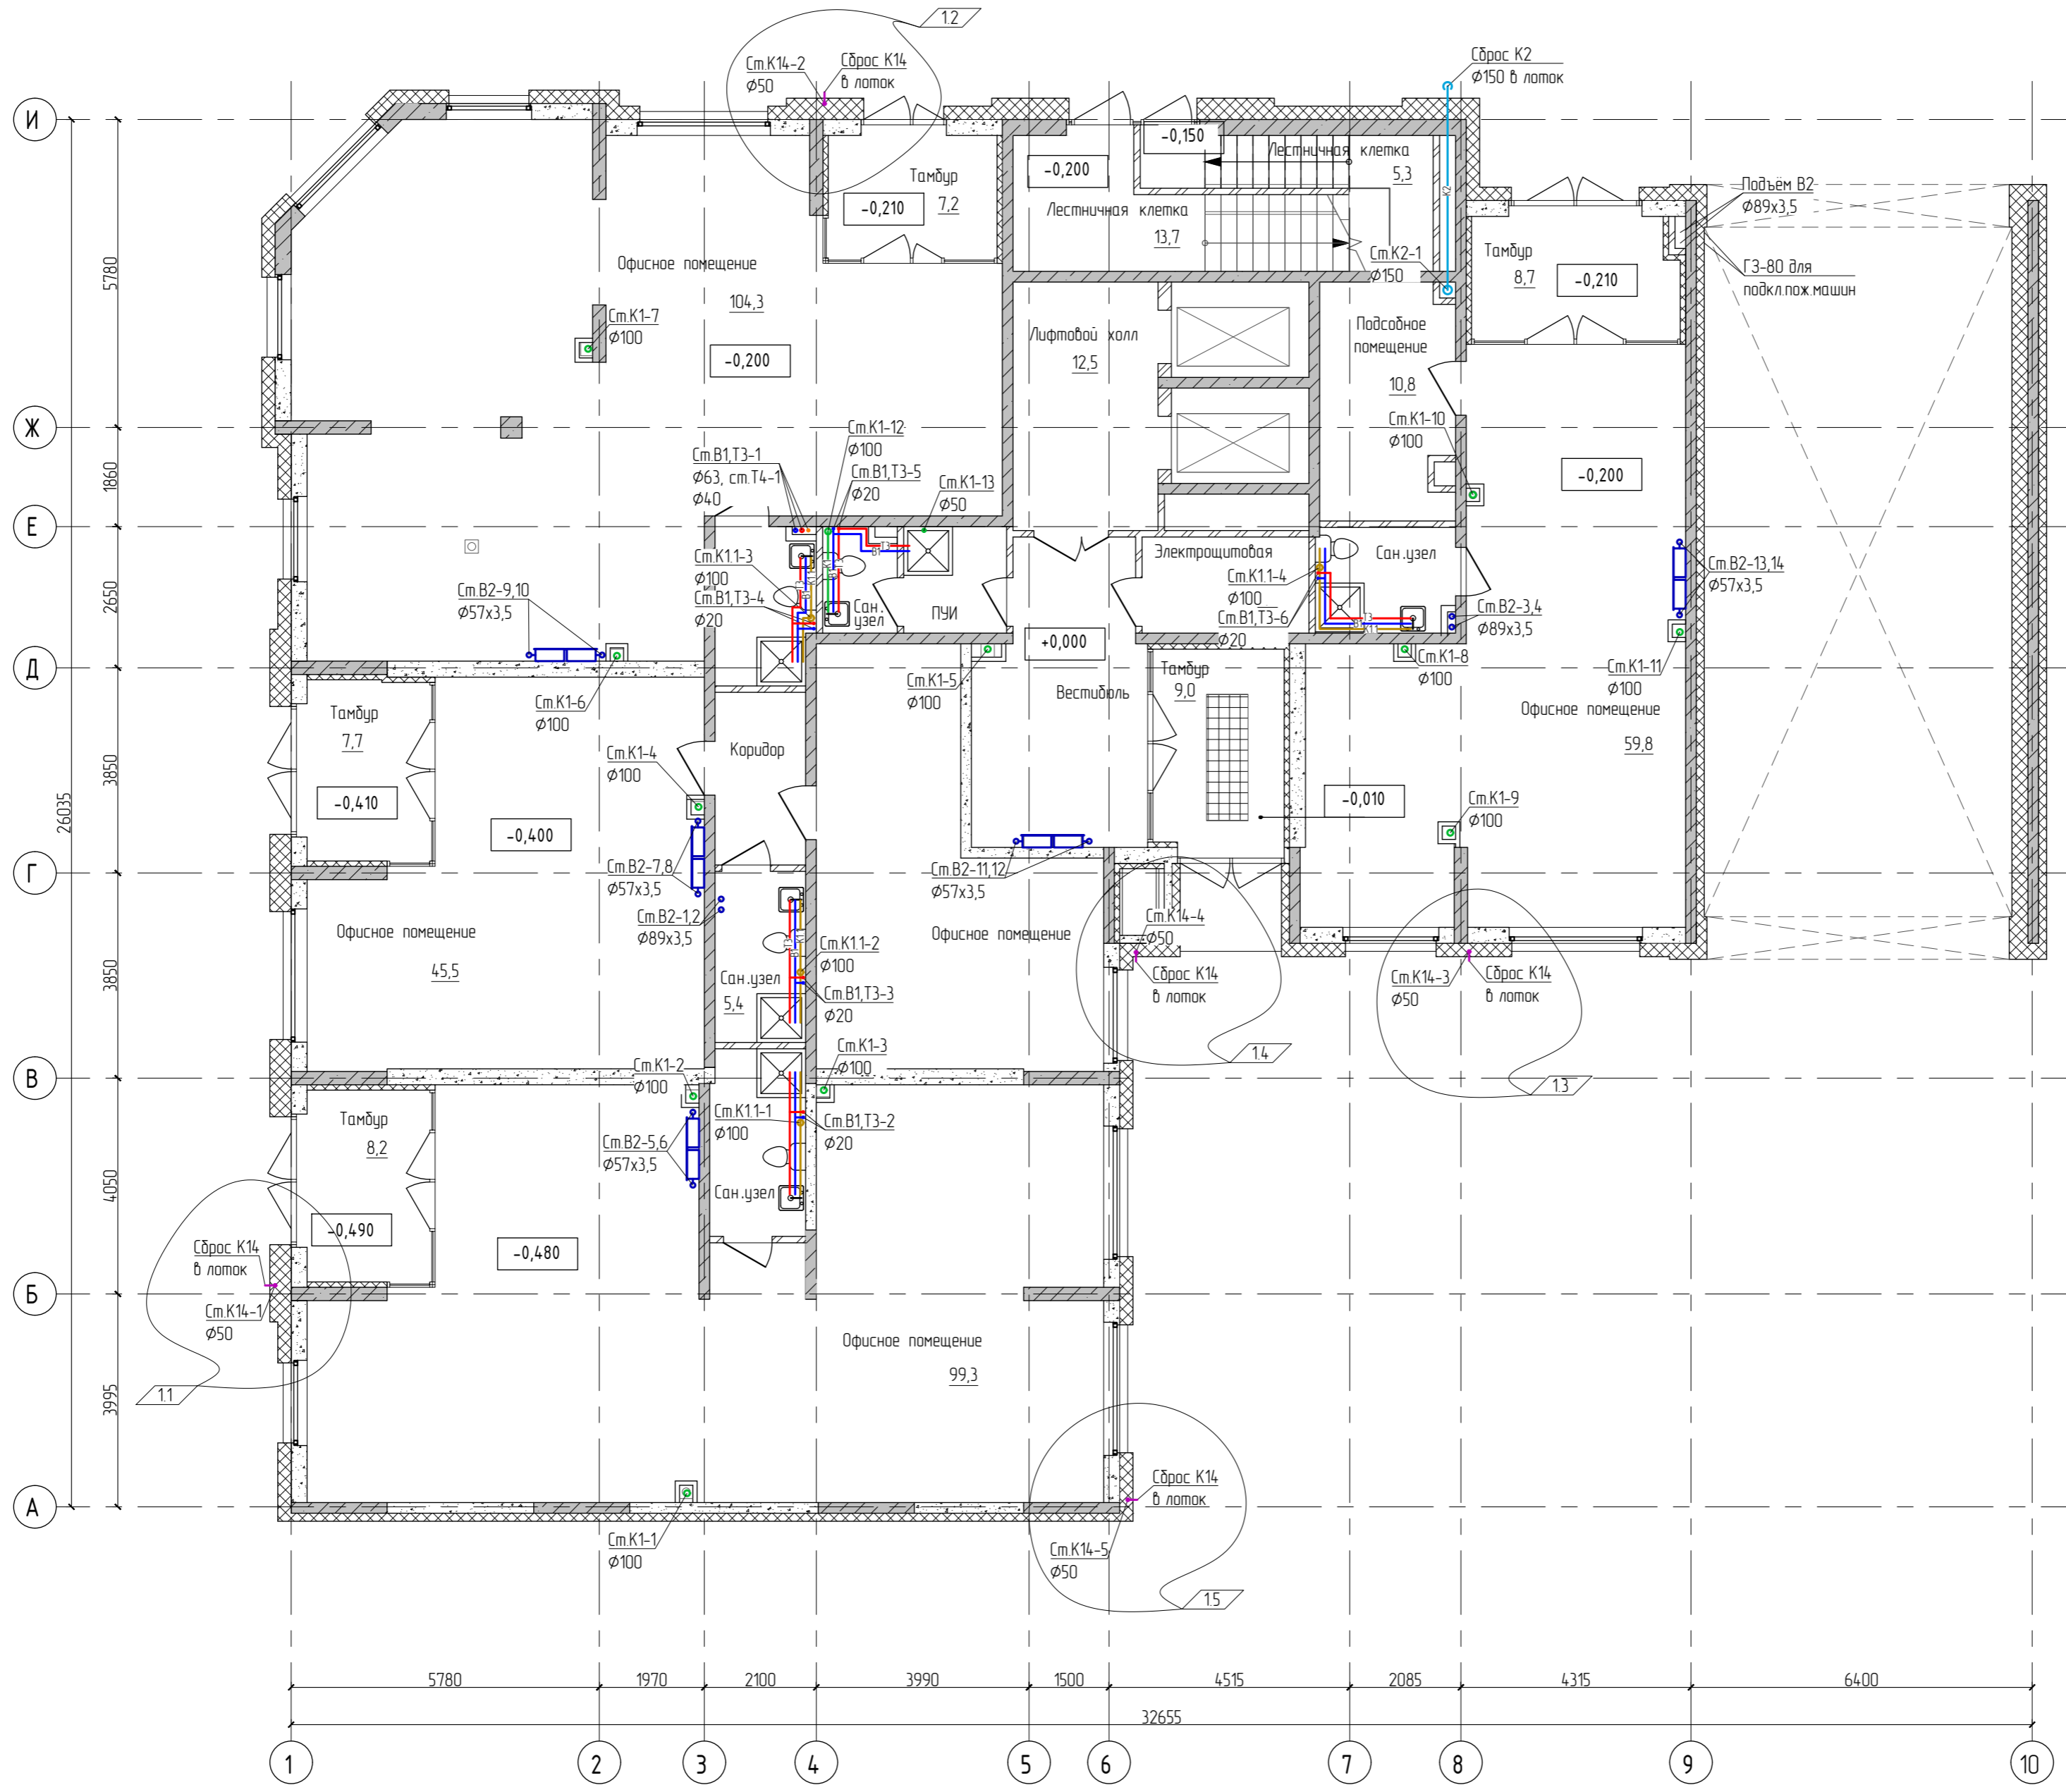 1.2
Ст.К14-2
Ø50
Сброс К14
в лоток
Сброс К2
Ø150 в лоток
И
-0,150
Лестничная клетка
5,3
-0,200
К2
Подъём В2
Ø89х3,5
Тамбур
7,2
-0,210
Лестничная клетка
13,7
Ст.К2-1
Ø150
Тамбур
8,7
-0,210
ГЗ-80 для
подкл.пож.машин
5780
Офисное помещение
104,3
Ст.К1-7
Ø100
-0,200
Лифтовой холл
12,5
Подсобное
помещение
10,8
Ж
Ст.К1-12
Ø100
Ст.К1-10
Ø100
-0,200
1860
Ст.В1,Т3-1
Ø63, ст.Т4-1
Ø40
Ст.В1,Т3-5
Ø20
Ст.К1-13
Ø50
Е
Т3
В1
Электрощитовая
Сан.узел
Ст.К1.1-3
Ø100
Ст.В1,Т3-4
Ø20
Сан.
узел
ПУИ
Ст.К1.1-4
Ø100
Ст.В1,Т3-6
Ø20
Т3
В1
К1.1
Ст.В2-3,4
Ø89х3,5
Ст.В2-13,14
Ø57х3,5
2650
Ст.В2-9,10
Ø57х3,5
+0,000
Д
Ст.К1-6
Ø100
Ст.К1-5
Ø100
Вестибюль
Тамбур
9,0
Ст.К1-8
Ø100
Ст.К1-11
Ø100
Офисное помещение
59,8
Тамбур
7,7
-0,410
-0,400
Ст.К1-4
Ø100
Коридор
-0,010
Ст.К1-9
Ø100
3850
26035
Г
Ст.В2-7,8
Ø57х3,5
Ст.В2-1,2
Ø89х3,5
Ст.В2-11,12
Ø57х3,5
Офисное помещение
45,5
Т3
В1
К1.1
Офисное помещение
Ст.К14-4
Ø50
Сброс К14
в лоток
Ст.К14-3
Ø50
Сброс К14
в лоток
3850
Сан.узел
5,4
Ст.К1.1-2
Ø100
Ст.В1,Т3-3
Ø20
1.4
1.3
В
Ст.К1-2
Ø100
Ст.К1-3
Ø100
Тамбур
8,2
Ст.К1.1-1
Ø100
Ст.В1,Т3-2
Ø20
Ст.В2-5,6
Ø57х3,5
Сан.узел
4050
-0,490
-0,480
Сброс К14
в лоток
Ст.К14-1
Ø50
Б
Офисное помещение
99,3
1.1
3995
Сброс К14
в лоток
А
Ст.К1-1
Ø100
Ст.К14-5
Ø50
1.5
5780
1970
2100
3990
1500
4515
2085
4315
6400
32655
1
2
3
4
5
6
7
8
9
10